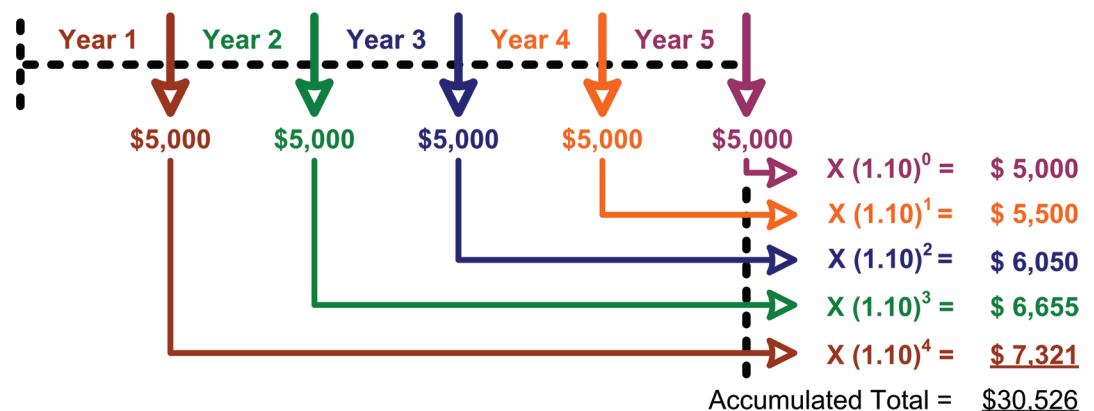 Year 1 Year 2 Year 3 Year 4 Year 5
$5,000 $5,000 $5,000 $5,000 $5,000
X (1.10)⁰ = $ 5,000
X (1.10)¹ = $ 5,500
X (1.10)² = $ 6,050
X (1.10)³ = $ 6,655
X (1.10)⁴ = $ 7,321
Accumulated Total = $30,526